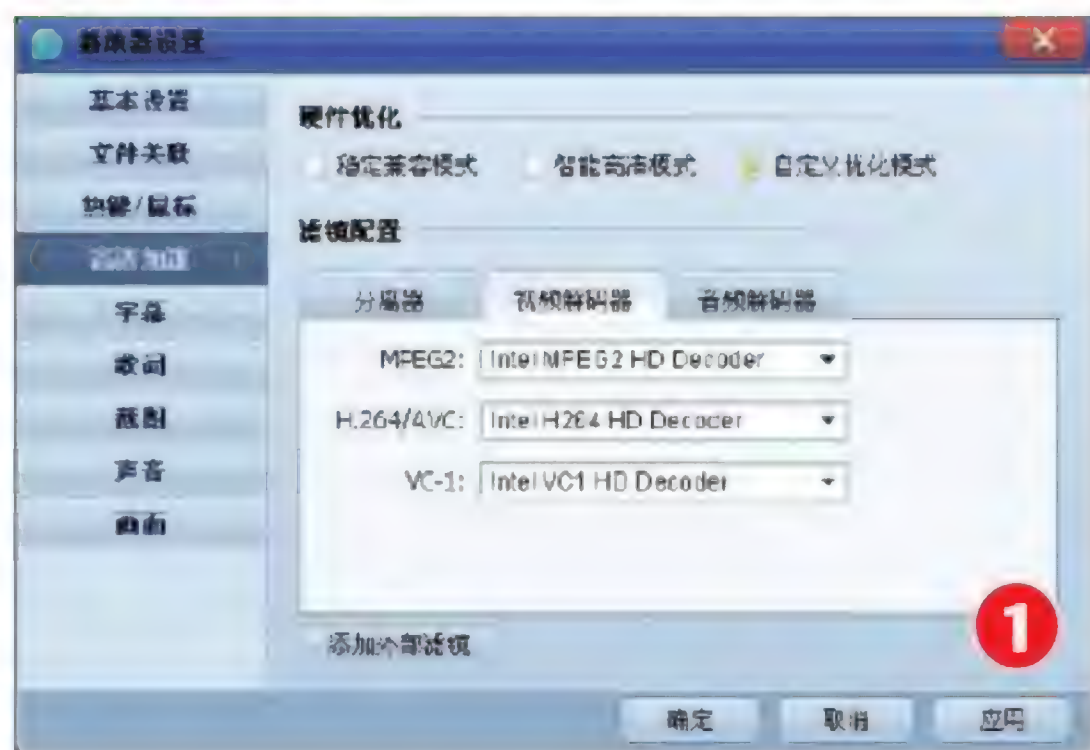 播放器设置
基本设置
文件关联
热键/鼠标
高清加速
字幕
歌词
截图
声音
画面
硬件优化
稳定兼容模式 智能高清模式 自定义优化模式
滤镜配置
分离器 视频解码器 音频解码器
MPEG2: Intel MPEG2 HD Decoder
H.264/AVC: Intel H264 HD Decoder
VC-1: Intel VC1 HD Decoder
添加外部滤镜
1
确定 取消 应用